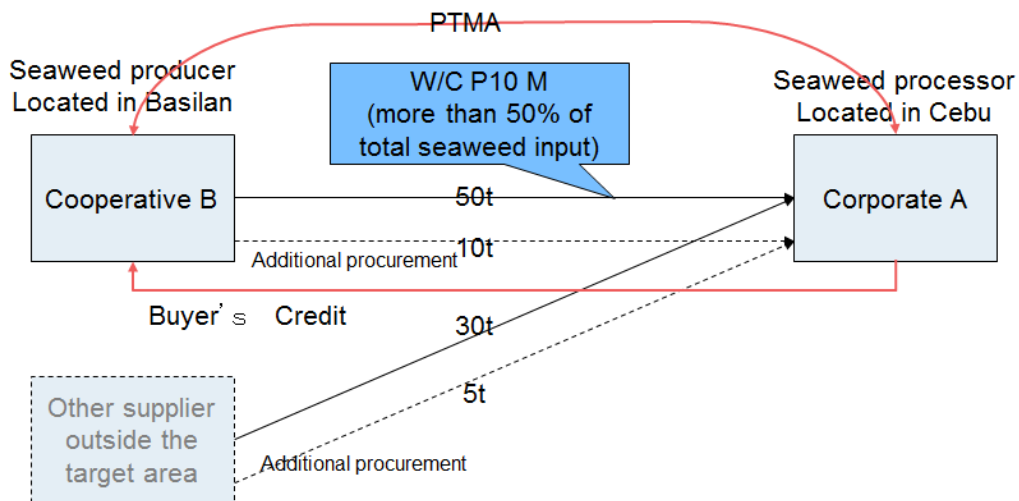 PTMA
Seaweed producer
Located in Basilan
W/C P10 M
(more than 50% of
total seaweed input)
Seaweed processor
Located in Cebu
Cooperative B
50t
Corporate A
10t
Additional procurement
Buyer's Credit
30t
5t
Other supplier
outside the
target area
Additional procurement